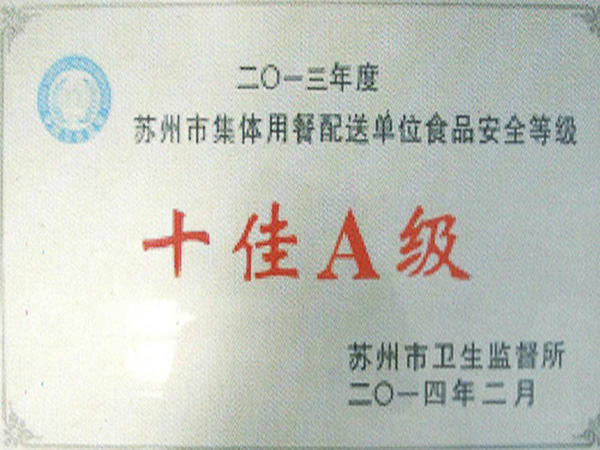 二〇一三年度
苏州市集体用餐配送单位食品安全等级
十佳A级
苏州市卫生监督所
二〇一四年二月